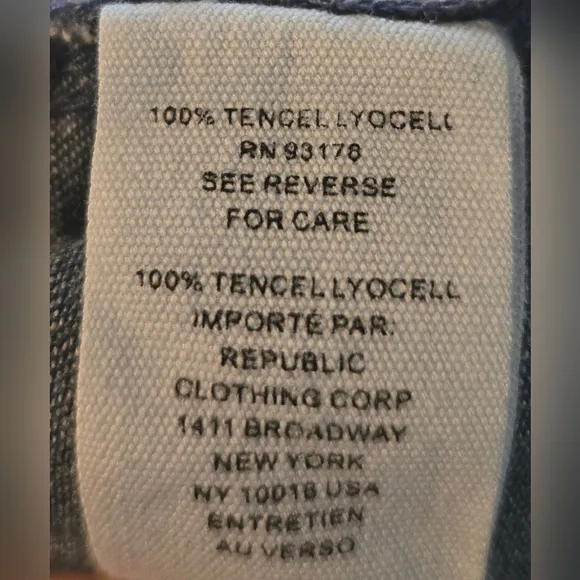 100% TENCEL LYOCELL
RN 93176
SEE REVERSE
FOR CARE
100% TENCEL LYOCELL
IMPORTÉ PAR:
REPUBLIC
CLOTHING CORP
1411 BROADWAY
NEW YORK
NY 10018 USA
ENTRETIEN
AU VERSO